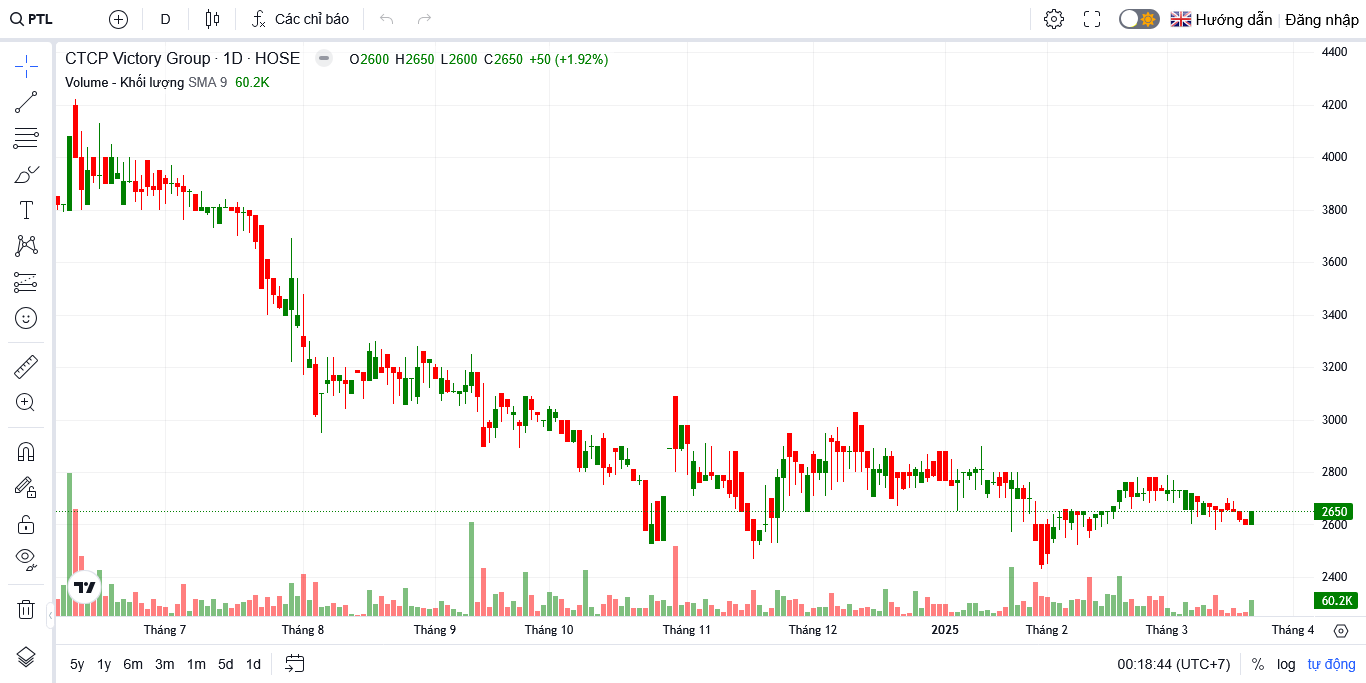 PTL D Các chỉ báo Hướng dẫn Đăng nhập
CTCP Victory Group · 1D · HOSE O2600 H2650 L2600 C2650 +50 (+1.92%)
Volume - Khối lượng SMA 9 60.2K
4400
4200
4000
3800
3600
3400
3200
3000
2800
2650
2600
2400
60.2K
Tháng 7 Tháng 8 Tháng 9 Tháng 10 Tháng 11 Tháng 12 2025 Tháng 2 Tháng 3 Tháng 4
5y 1y 6m 3m 1m 5d 1d 00:18:44 (UTC+7) % log tự động